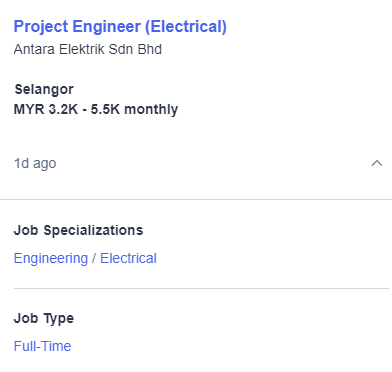 Project Engineer (Electrical)
Antara Elektrik Sdn Bhd
Selangor
MYR 3.2K - 5.5K monthly
1d ago
Job Specializations
Engineering / Electrical
Job Type
Full-Time